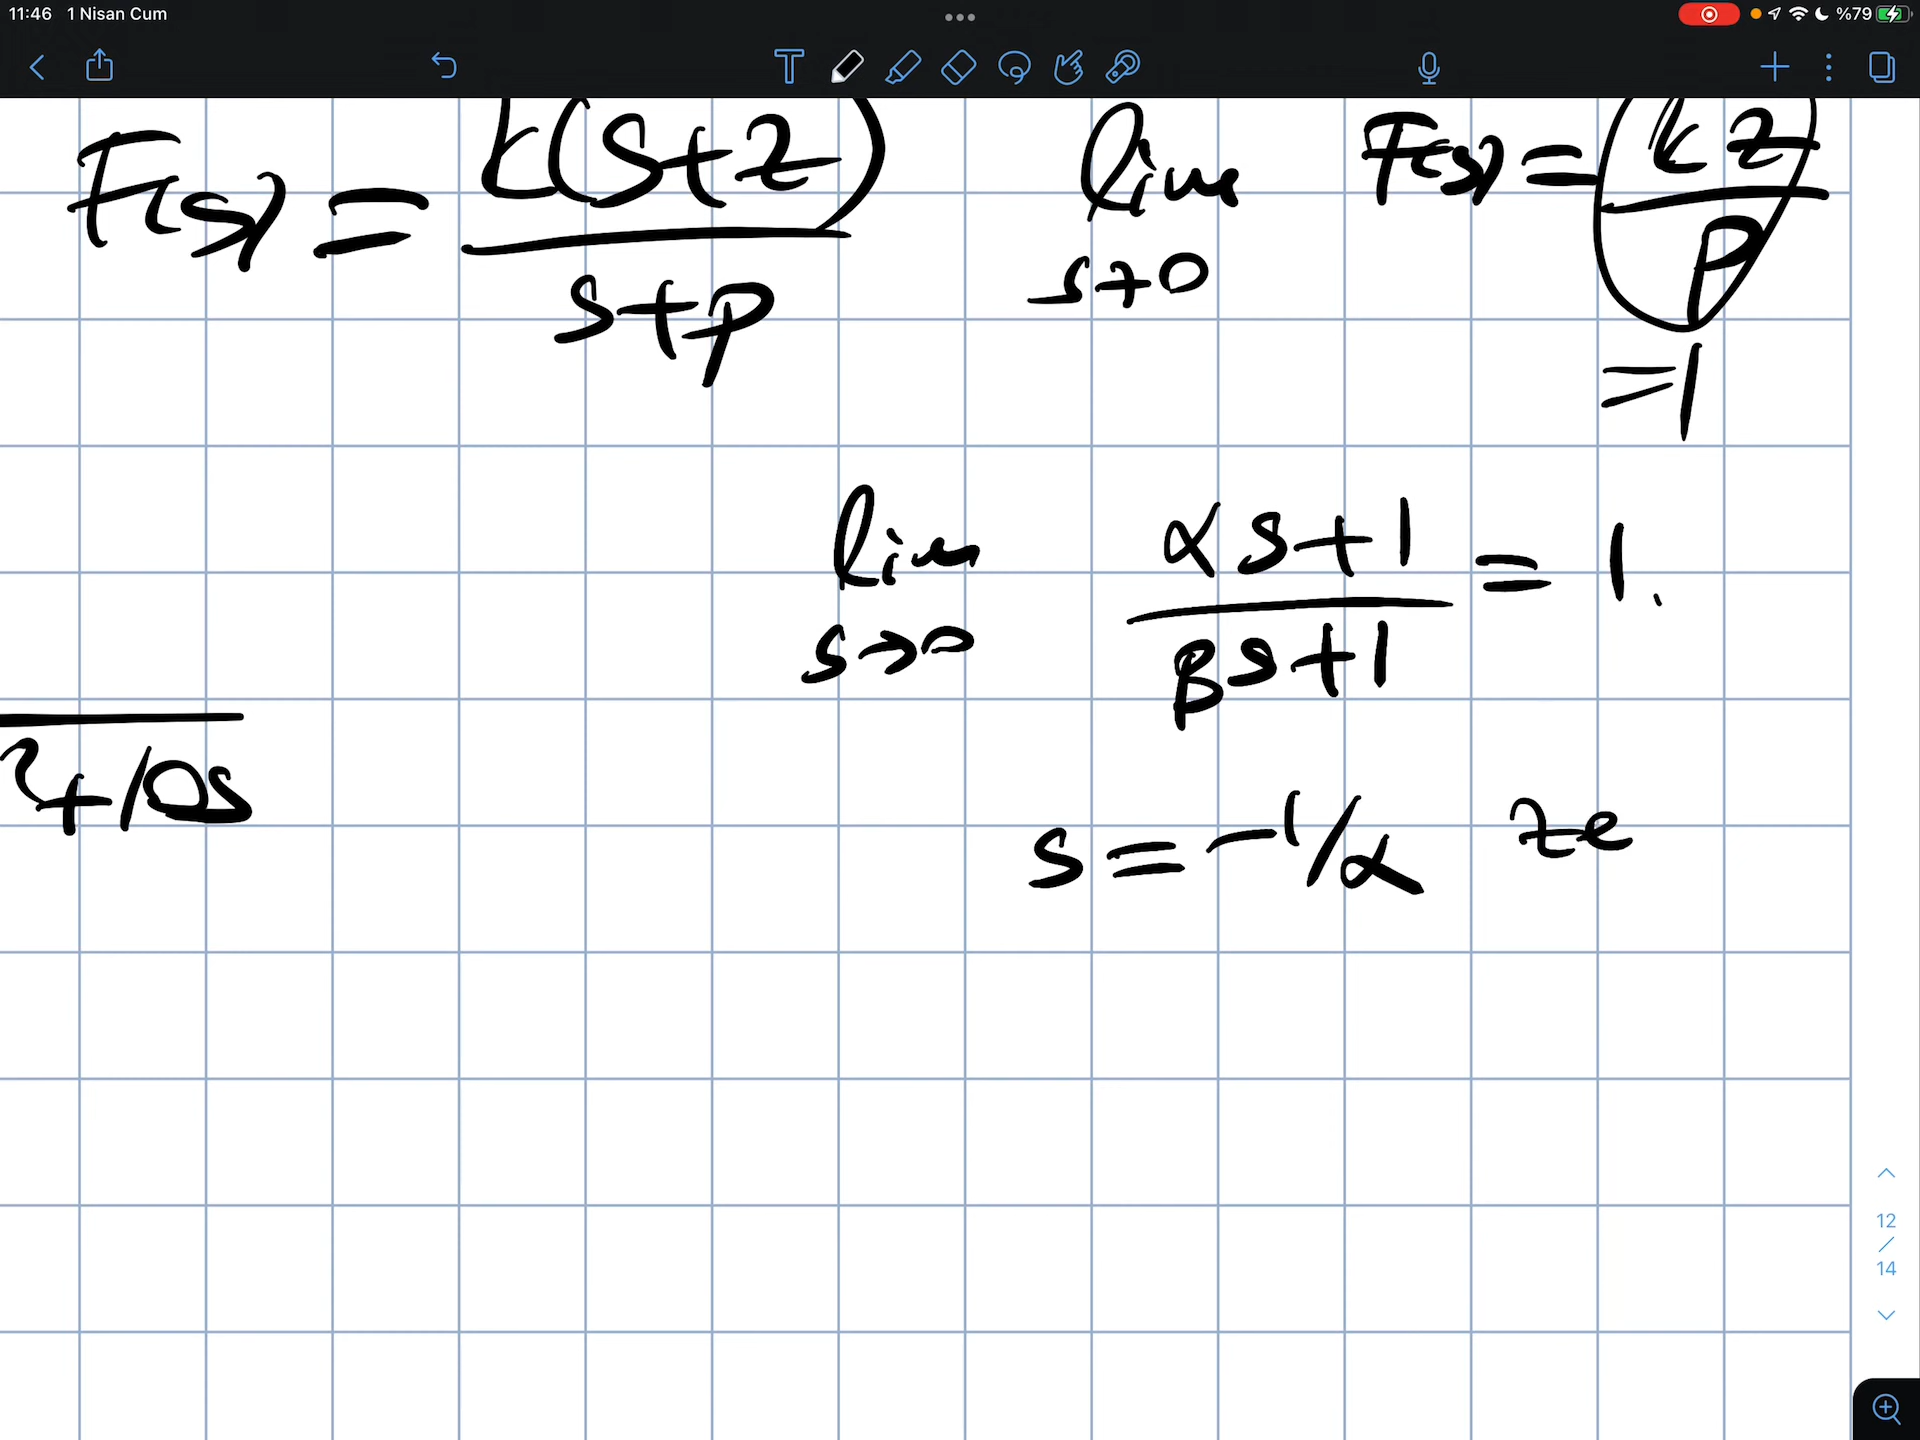 11:46 1 Nisan Cum
%79
F(s) = k(s+z) / s+p
lim s→0 F(s) = kz / p
=1
lim s→0 αs+1 / βs+1 = 1.
2+10s
s = -1/α ze
12
/
14